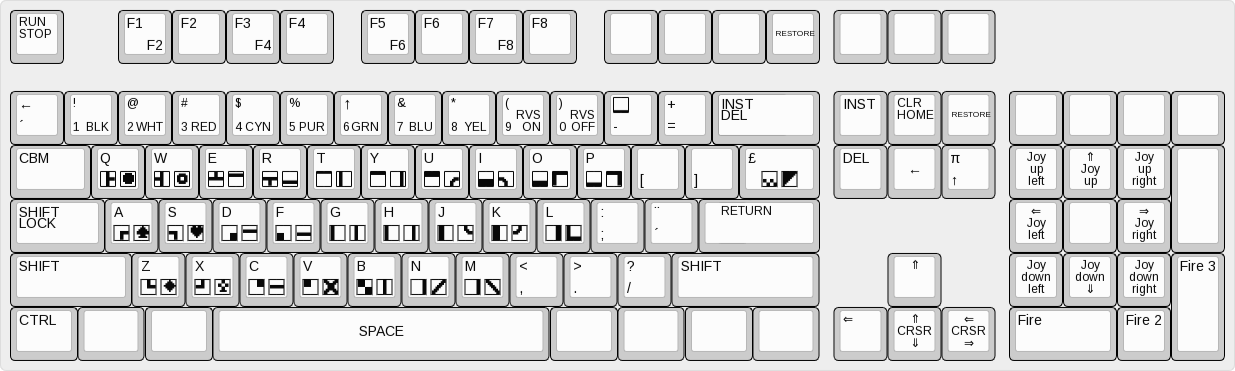 RUN
STOP
F1
F2
F2
F3
F4
F4
F5
F6
F6
F7
F8
F8
RESTORE
←
´
!
1 BLK
@
2 WHT
#
3 RED
$
4 CYN
%
5 PUR
↑
6 GRN
&
7 BLU
*
8 YEL
(
RVS
9 ON
)
RVS
0 OFF
-
+
=
INST
DEL
INST
CLR
HOME
RESTORE
CBM
Q
W
E
R
T
Y
U
I
O
P
[
]
£
DEL
←
π
↑
Joy
up
left
⇑
Joy
up
Joy
up
right
SHIFT
LOCK
A
S
D
F
G
H
J
K
L
:
;
¨
´
RETURN
⇐
Joy
left
⇒
Joy
right
SHIFT
Z
X
C
V
B
N
M
<
,
>
.
?
/
SHIFT
⇑
Joy
down
left
Joy
down
⇓
Joy
down
right
Fire 3
CTRL
SPACE
⇐
⇑
CRSR
⇓
⇐
CRSR
⇒
Fire
Fire 2